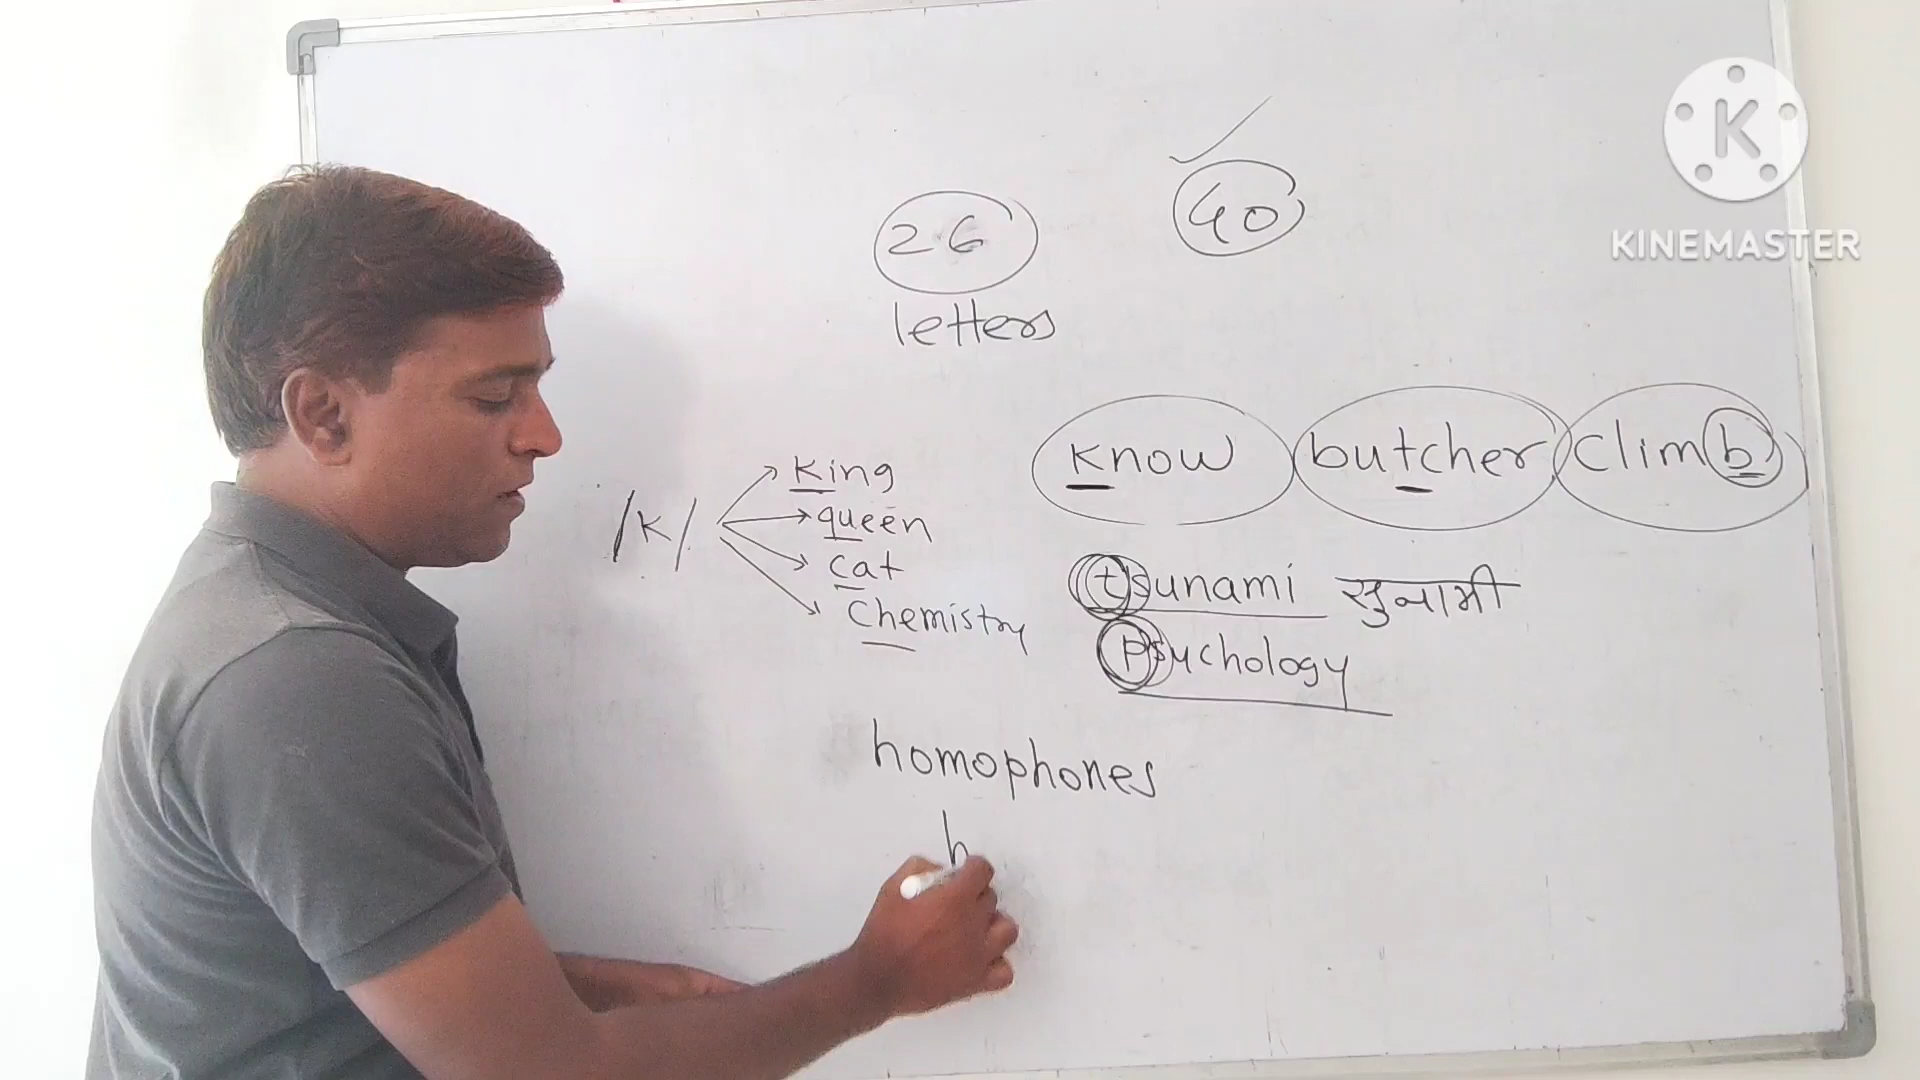 26
40
letters
know butcher climb
/K/
King
queen
cat
Chemistry
tsunami सुनामी
psychology
homophones
h
K
KINEMASTER